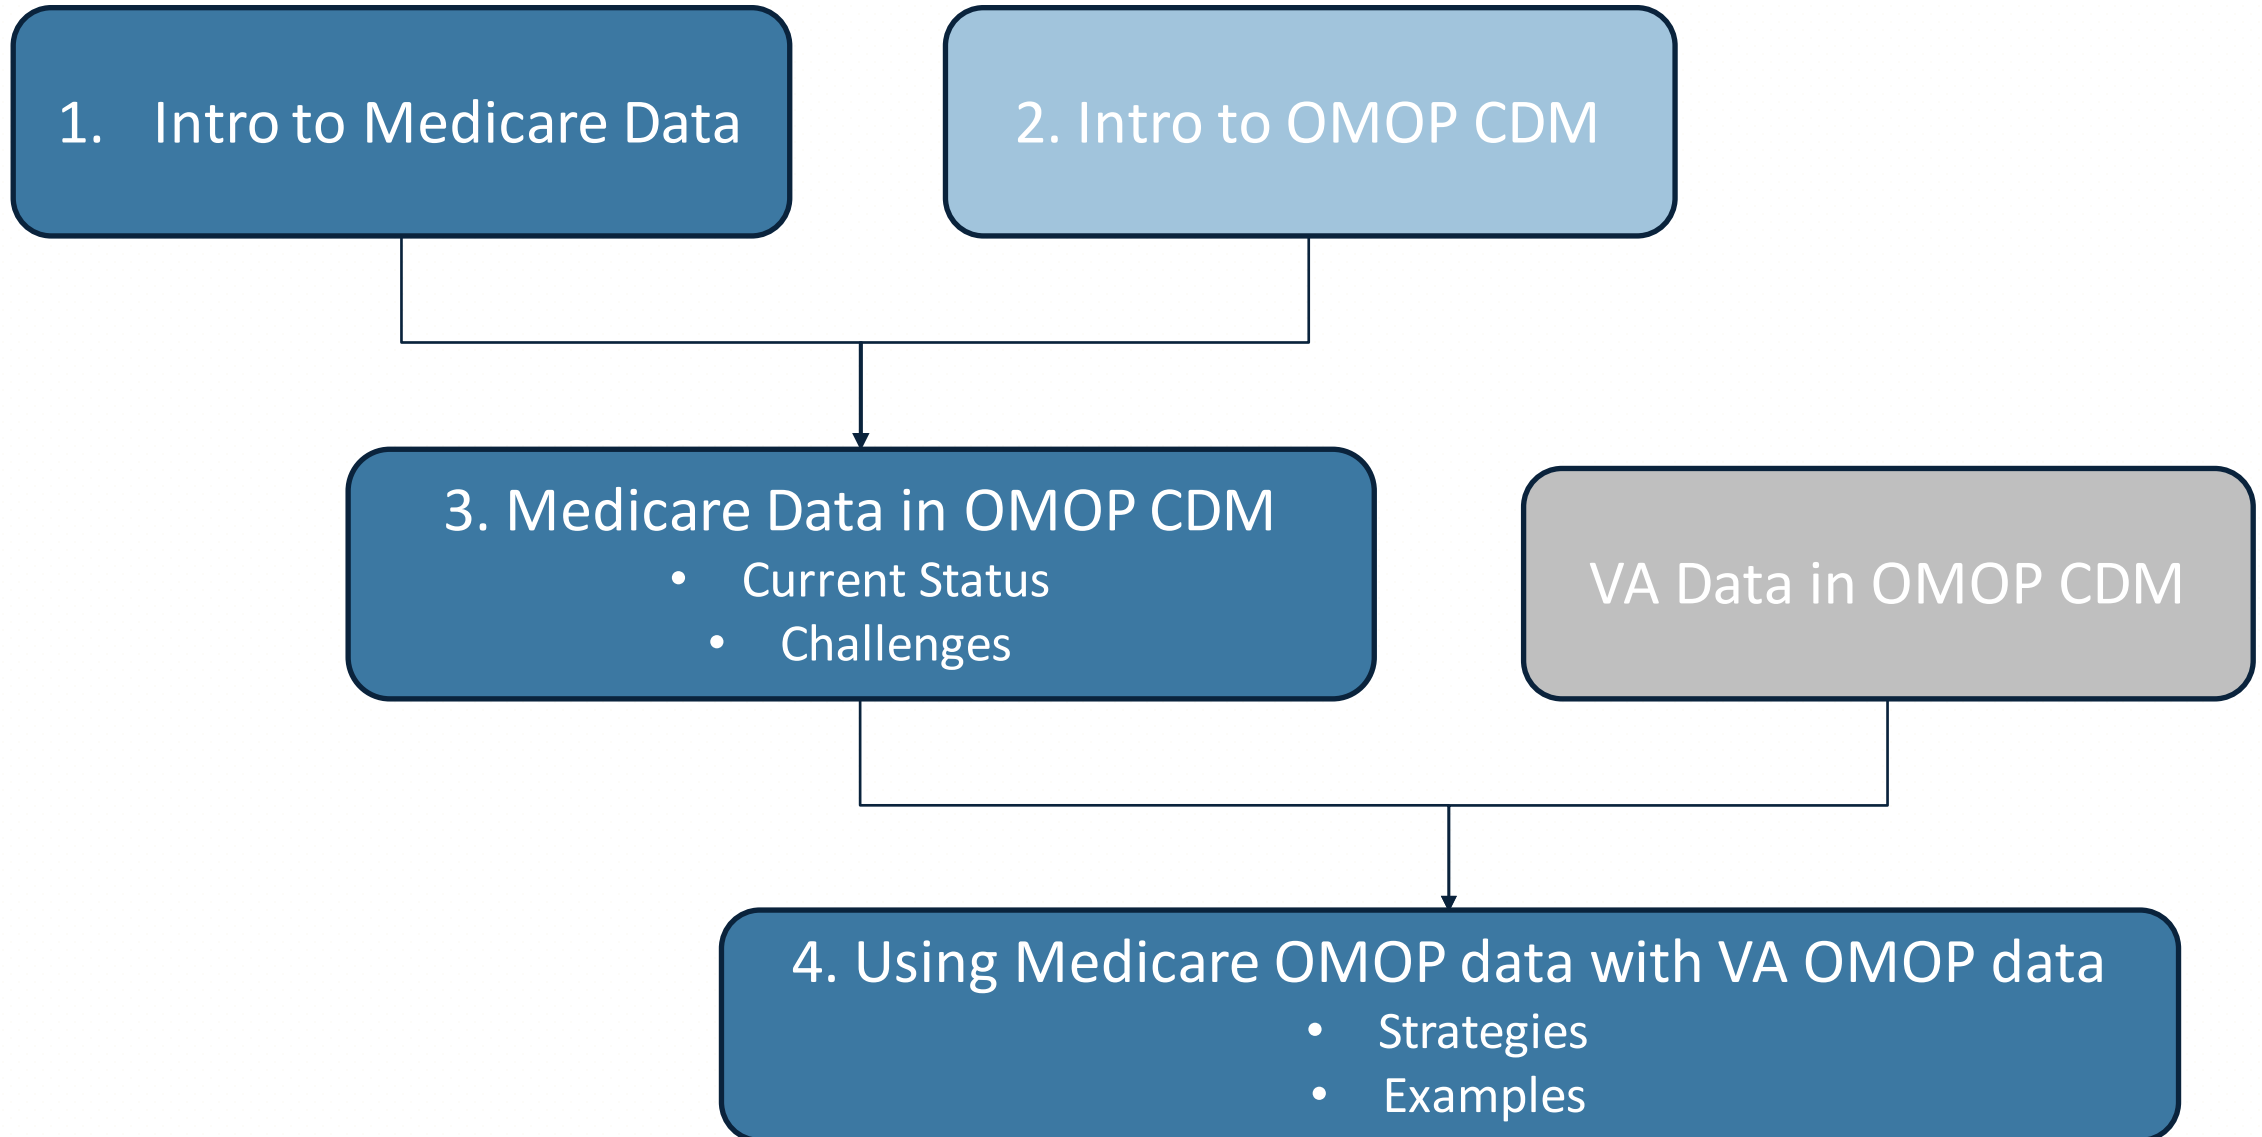 1. Intro to Medicare Data
2. Intro to OMOP CDM
3. Medicare Data in OMOP CDM
• Current Status
• Challenges
VA Data in OMOP CDM
4. Using Medicare OMOP data with VA OMOP data
• Strategies
• Examples